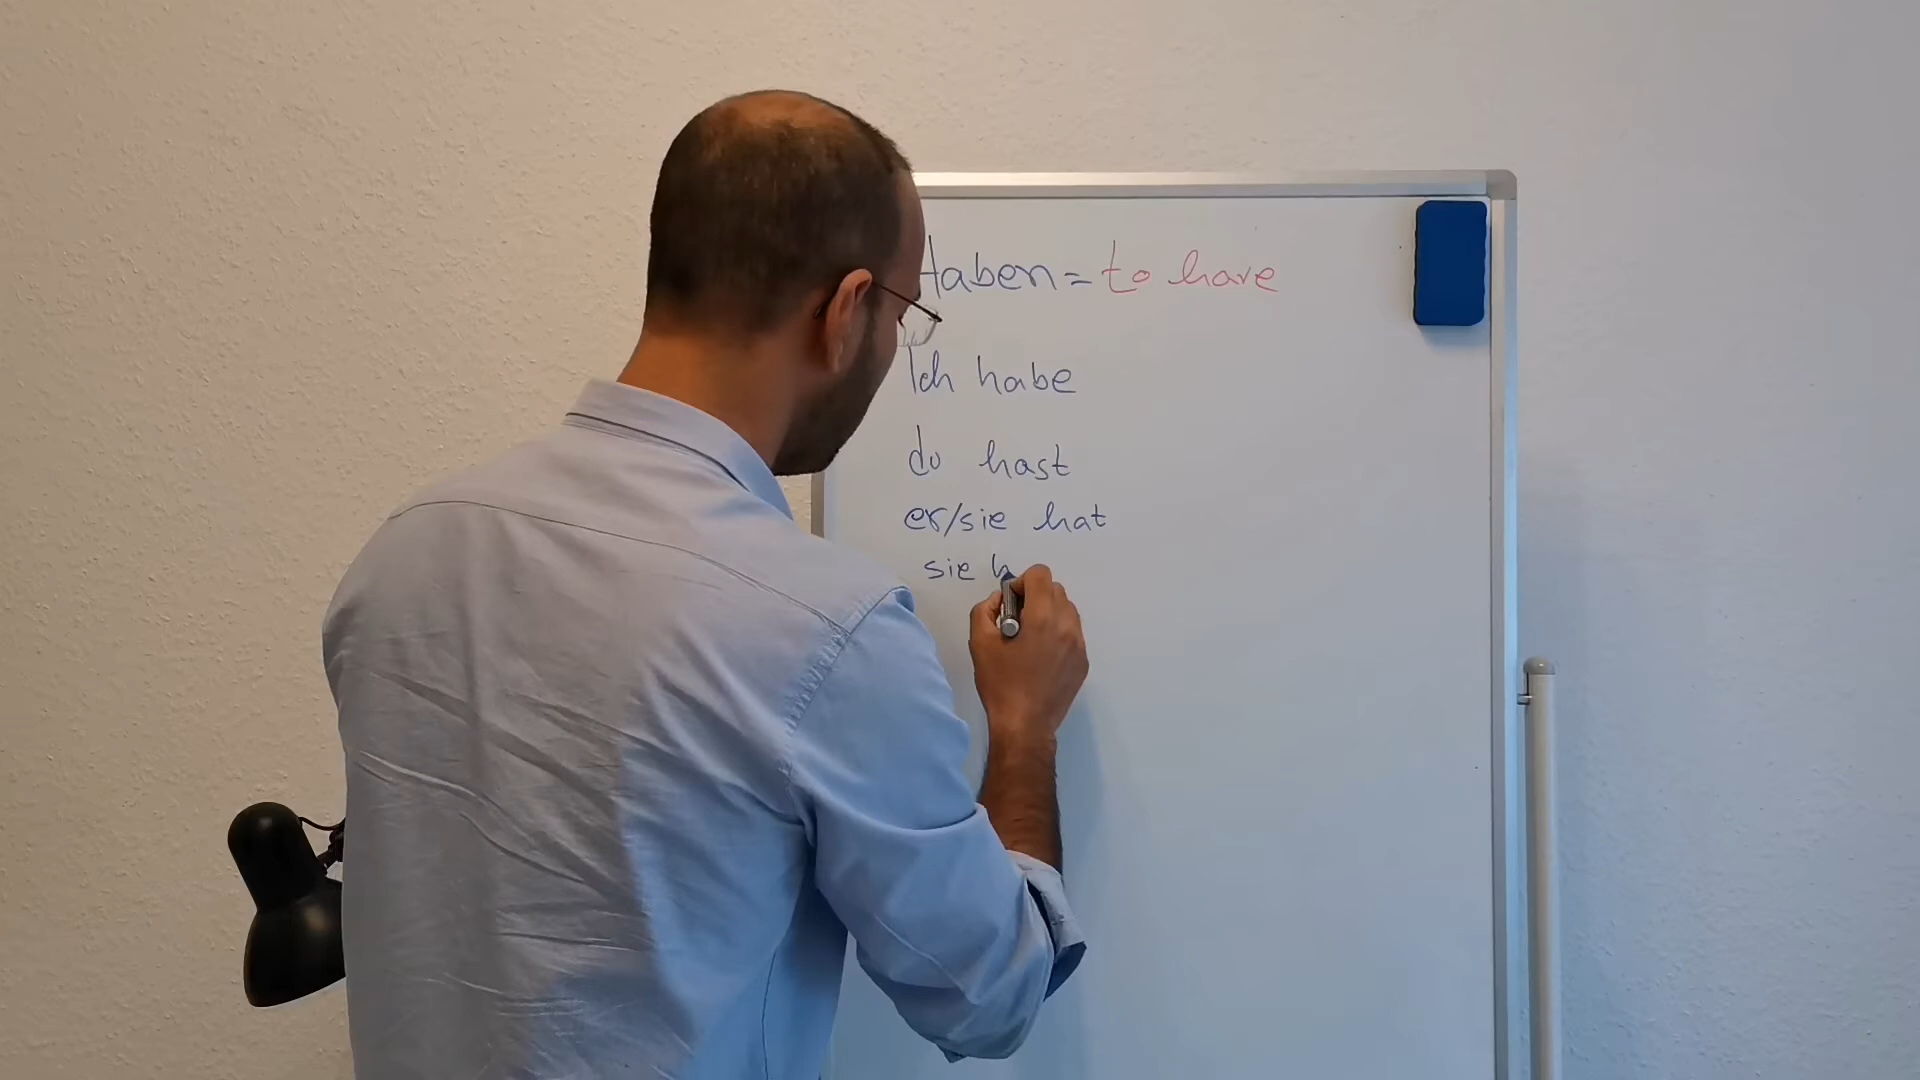 Haben = to have
Ich habe
du hast
er/sie hat
sie h